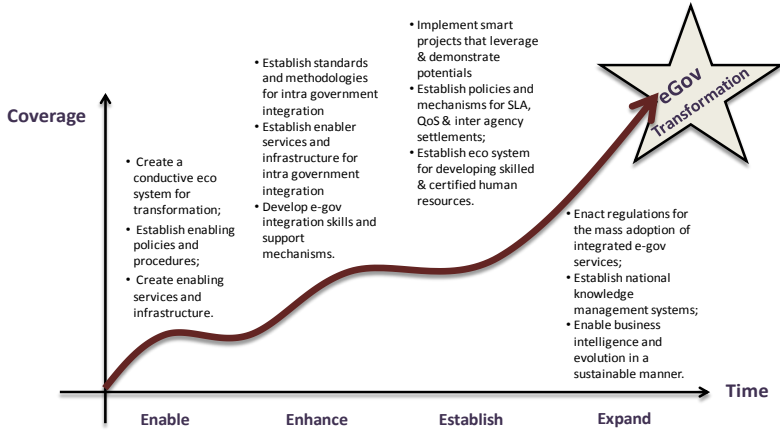 eGov
Transformation
Coverage
• Create a
conductive eco
system for
transformation;
• Establish enabling
policies and
procedures;
• Create enabling
services and
infrastructure.
• Establish standards
and methodologies
for intra government
integration
• Establish enabler
services and
infrastructure for
intra government
integration
• Develop e-gov
integration skills and
support
mechanisms.
• Implement smart
projects that leverage
& demonstrate
potentials
• Establish policies and
mechanisms for SLA,
QoS & inter agency
settlements;
• Establish eco system
for developing skilled
& certified human
resources.
• Enact regulations for
the mass adoption of
integrated e-gov
services;
• Establish national
knowledge
management systems;
• Enable business
intelligence and
evolution in a
sustainable manner.
Time
Enable
Enhance
Establish
Expand